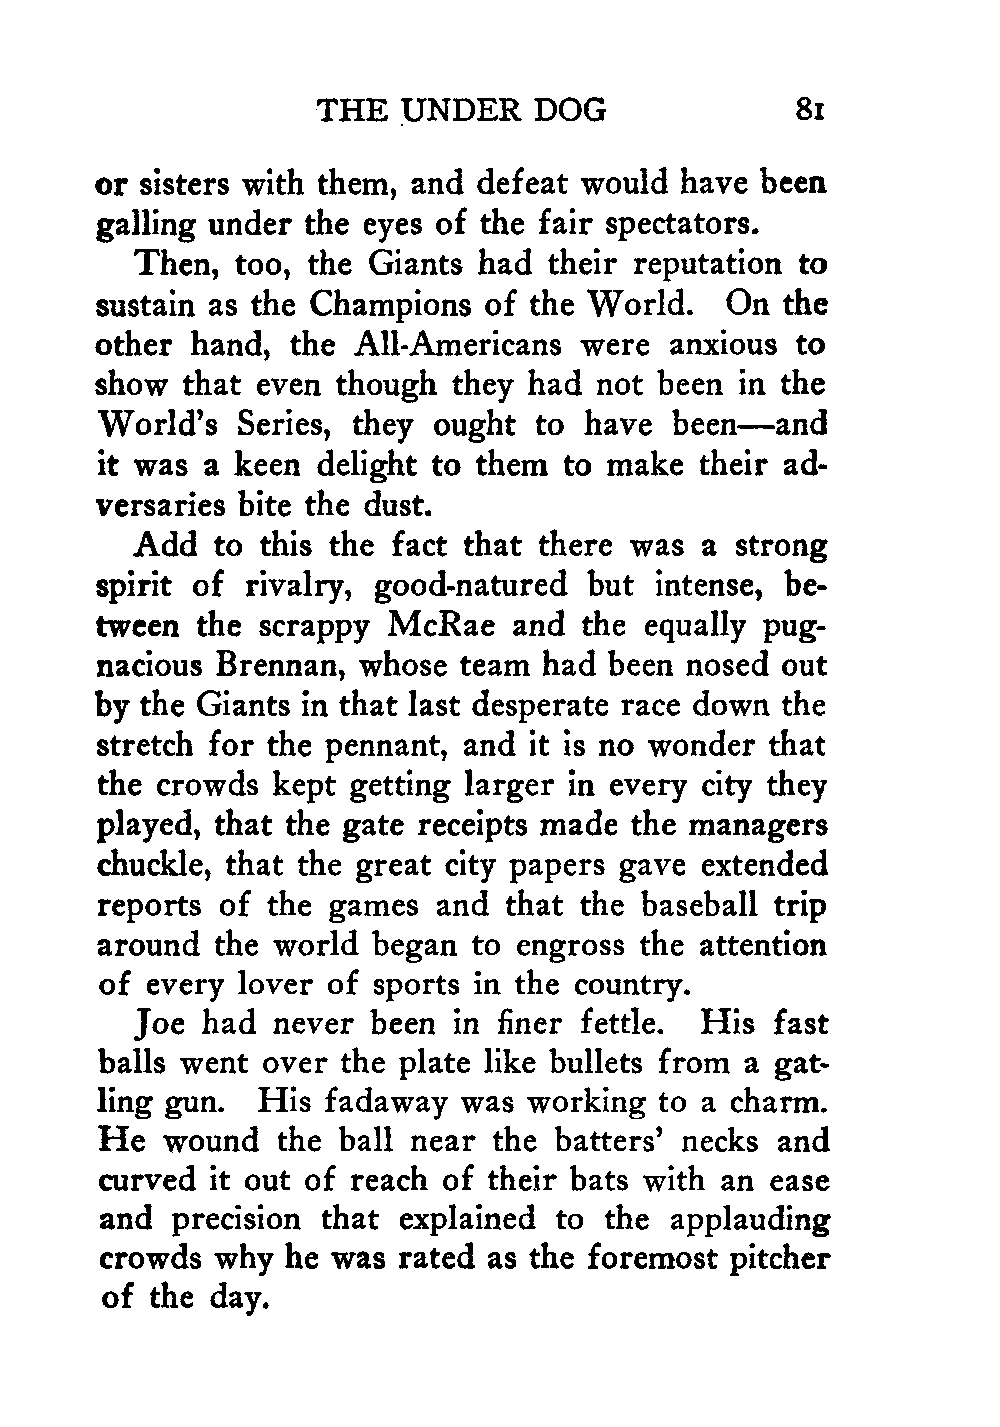 THE UNDER DOG 81
or sisters with them, and defeat would have been
galling under the eyes of the fair spectators.
Then, too, the Giants had their reputation to
sustain as the Champions of the World. On the
other hand, the All-Americans were anxious to
show that even though they had not been in the
World's Series, they ought to have been—and
it was a keen delight to them to make their ad-
versaries bite the dust.
Add to this the fact that there was a strong
spirit of rivalry, good-natured but intense, be-
tween the scrappy McRae and the equally pug-
nacious Brennan, whose team had been nosed out
by the Giants in that last desperate race down the
stretch for the pennant, and it is no wonder that
the crowds kept getting larger in every city they
played, that the gate receipts made the managers
chuckle, that the great city papers gave extended
reports of the games and that the baseball trip
around the world began to engross the attention
of every lover of sports in the country.
Joe had never been in finer fettle. His fast
balls went over the plate like bullets from a gat-
ling gun. His fadaway was working to a charm.
He wound the ball near the batters' necks and
curved it out of reach of their bats with an ease
and precision that explained to the applauding
crowds why he was rated as the foremost pitcher
of the day.